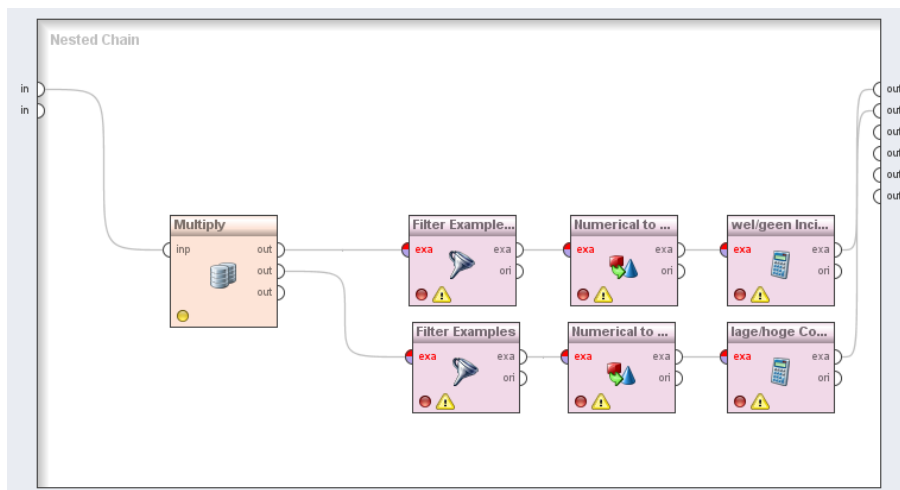 Nested Chain
in
in
out
out
out
out
out
out
Multiply
inp
out
out
out
Filter Example...
exa
exa
ori
Numerical to ...
exa
exa
ori
wel/geen Inci...
exa
exa
ori
Filter Examples
exa
exa
ori
Numerical to ...
exa
exa
ori
lage/hoge Co...
exa
exa
ori